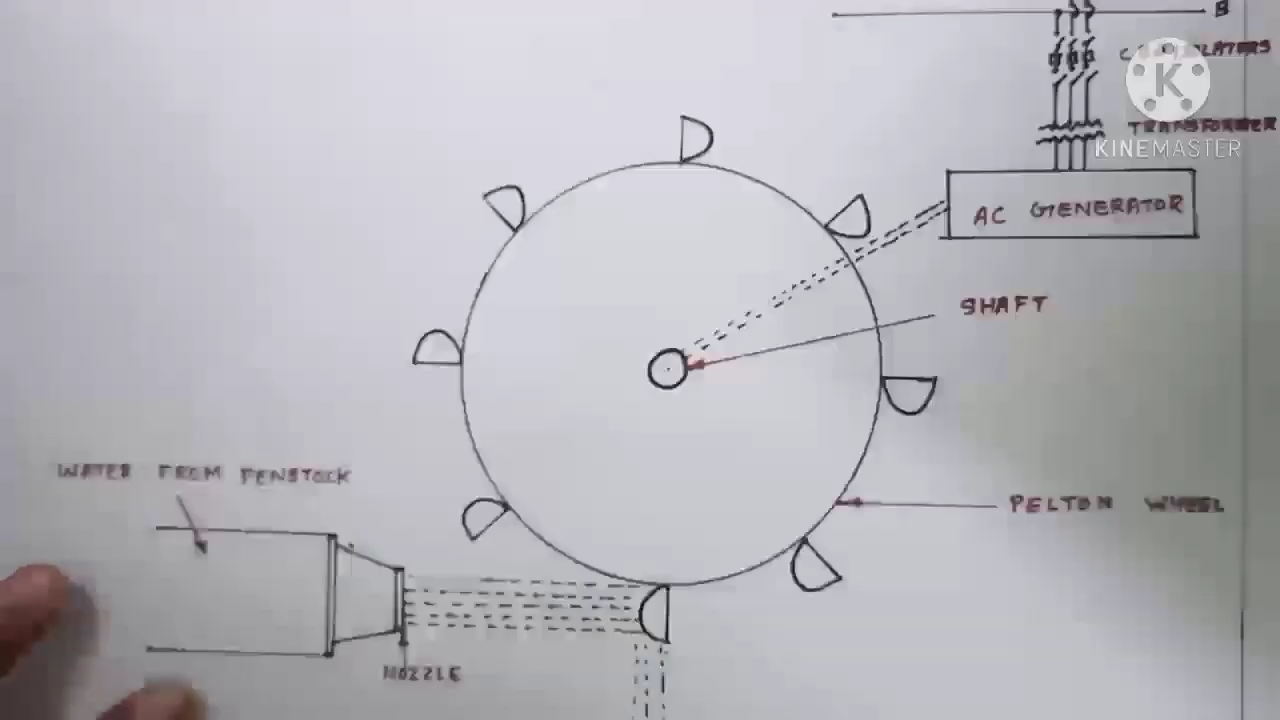 B
TRANSFORMER
KINEMASTER
AC GENERATOR
SHAFT
WATER FROM PENSTOCK
PELTON WHEEL
NOZZLE